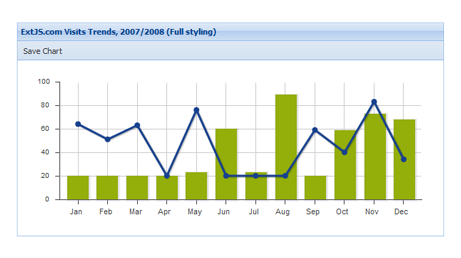 ExtJS.com Visits Trends, 2007/2008 (Full styling)
Save Chart
100
80
60
40
20
0
Jan Feb Mar Apr May Jun Jul Aug Sep Oct Nov Dec